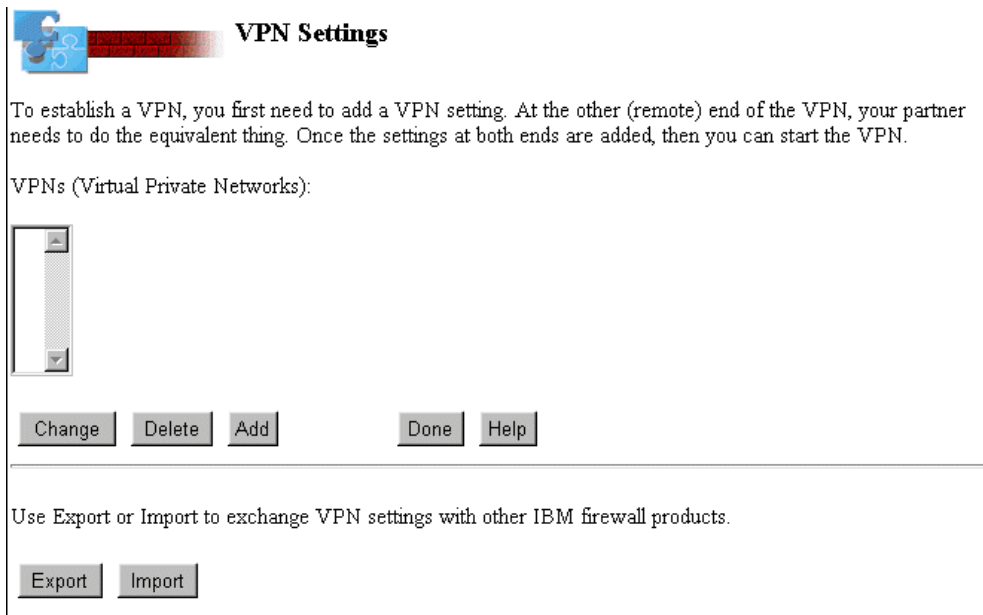 VPN Settings
To establish a VPN, you first need to add a VPN setting. At the other (remote) end of the VPN, your partner
needs to do the equivalent thing. Once the settings at both ends are added, then you can start the VPN.
VPNs (Virtual Private Networks):
Change Delete Add Done Help
Use Export or Import to exchange VPN settings with other IBM firewall products.
Export Import